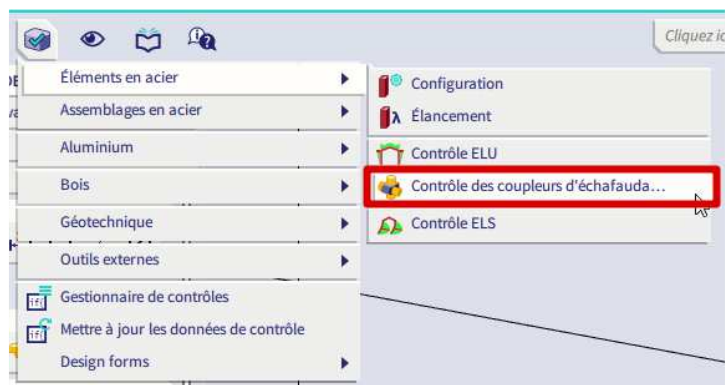 Cliquez ic
Éléments en acier
Assemblages en acier
Aluminium
Bois
Géotechnique
Outils externes
Gestionnaire de contrôles
Mettre à jour les données de contrôle
Design forms
Configuration
Élancement
Contrôle ELU
Contrôle des coupleurs d'échafauda...
Contrôle ELS